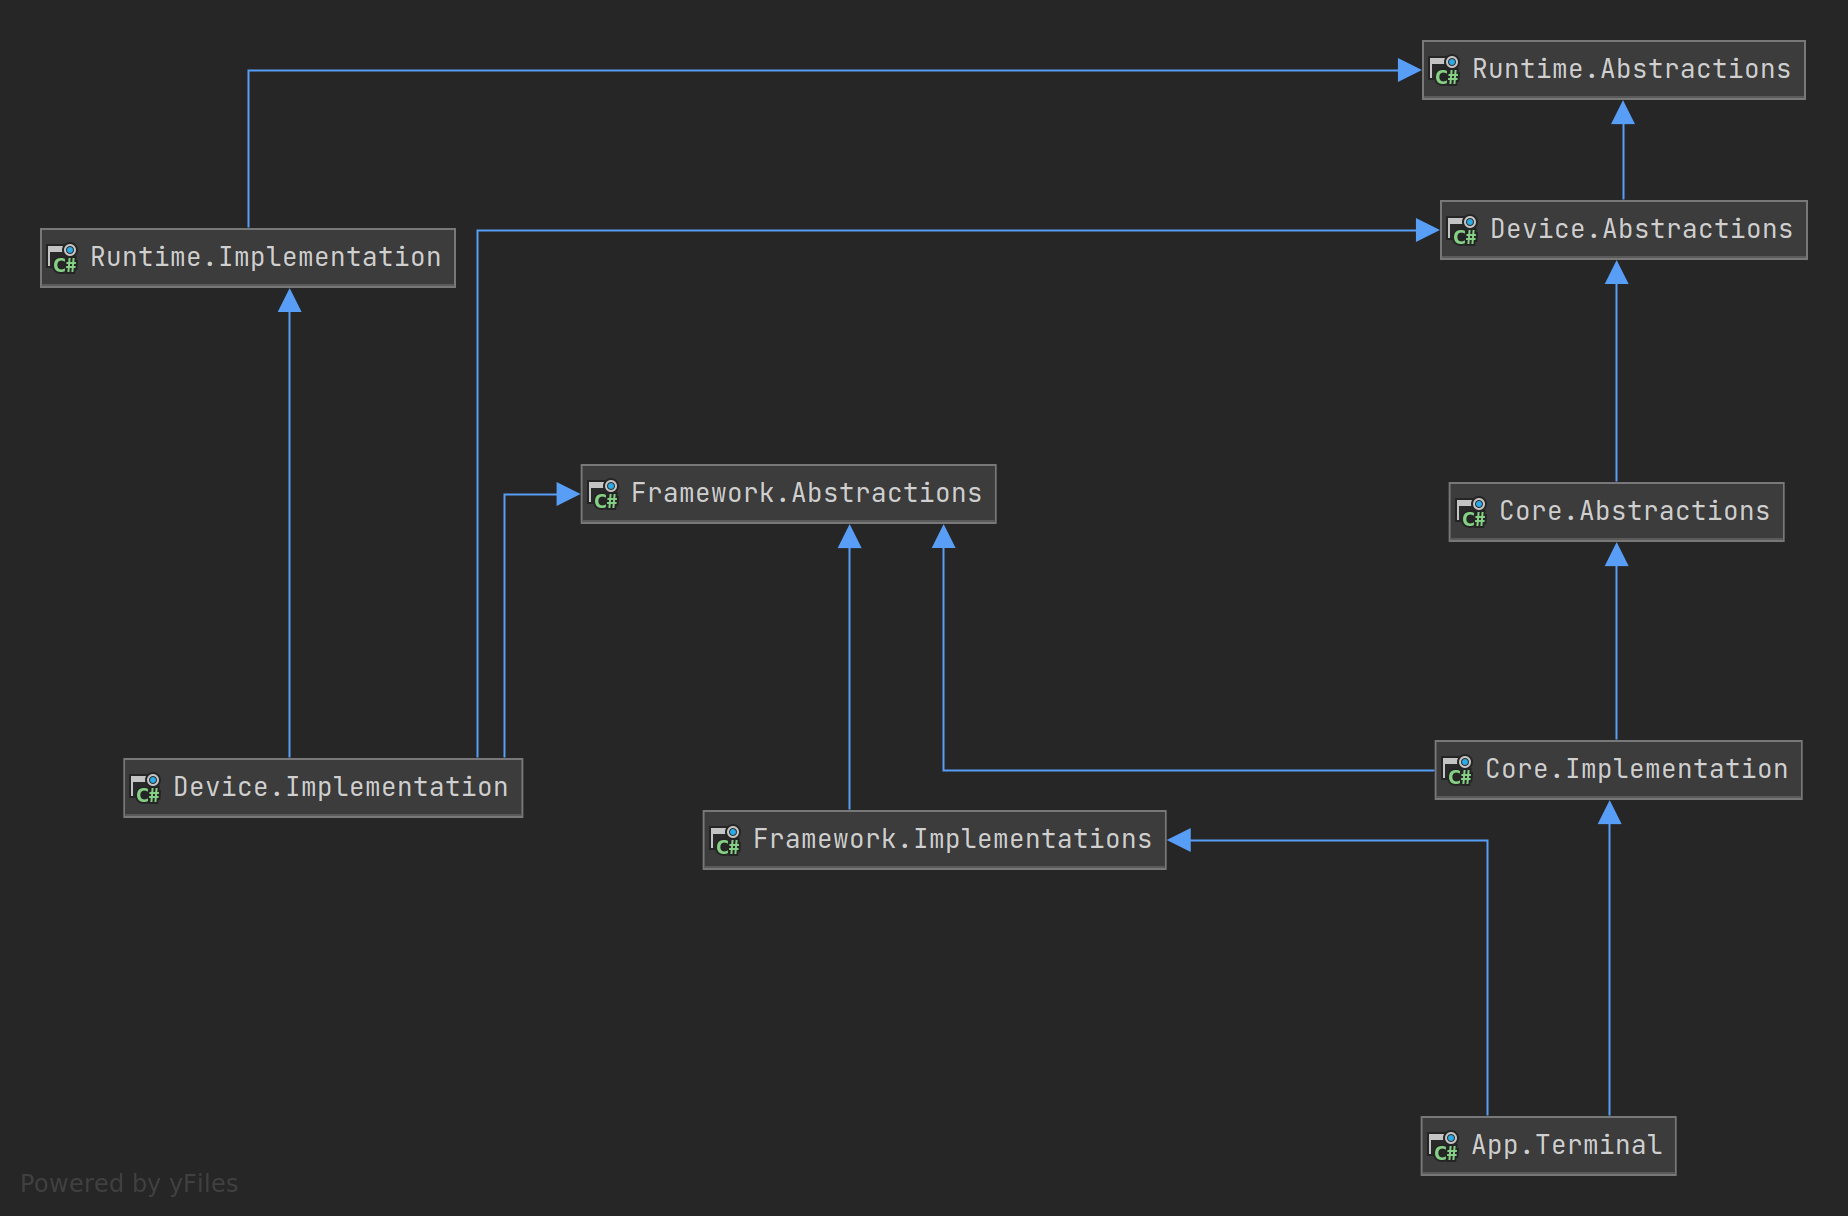 C# Runtime.Abstractions
C# Device.Abstractions
C# Runtime.Implementation
C# Framework.Abstractions
C# Core.Abstractions
C# Device.Implementation
C# Core.Implementation
C# Framework.Implementations
C# App.Terminal
Powered by yFiles